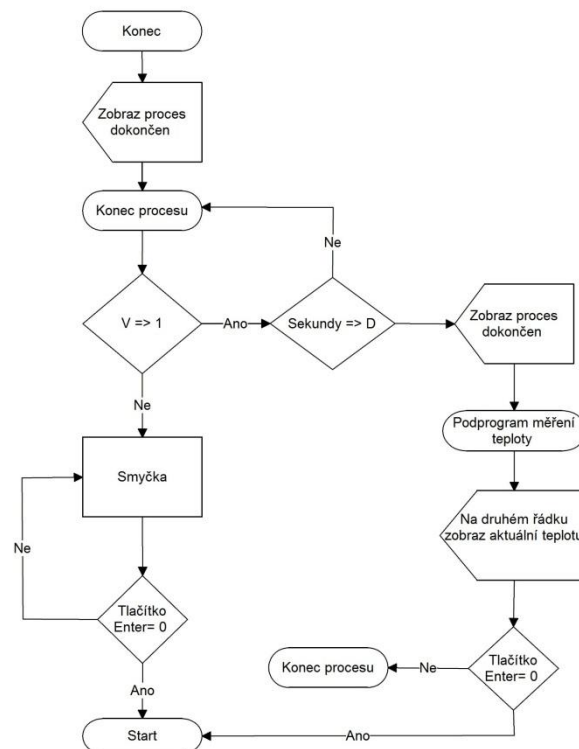 Konec
Zobraz proces
dokončen
Konec procesu
Ne
V => 1
Ano
Sekundy => D
Zobraz proces
dokončen
Ne
Podprogram měření
teploty
Smyčka
Na druhém řádku
zobraz aktuální teplotu
Ne
Tlačítko
Enter= 0
Konec procesu
Ne
Tlačítko
Enter= 0
Ano
Start
Ano